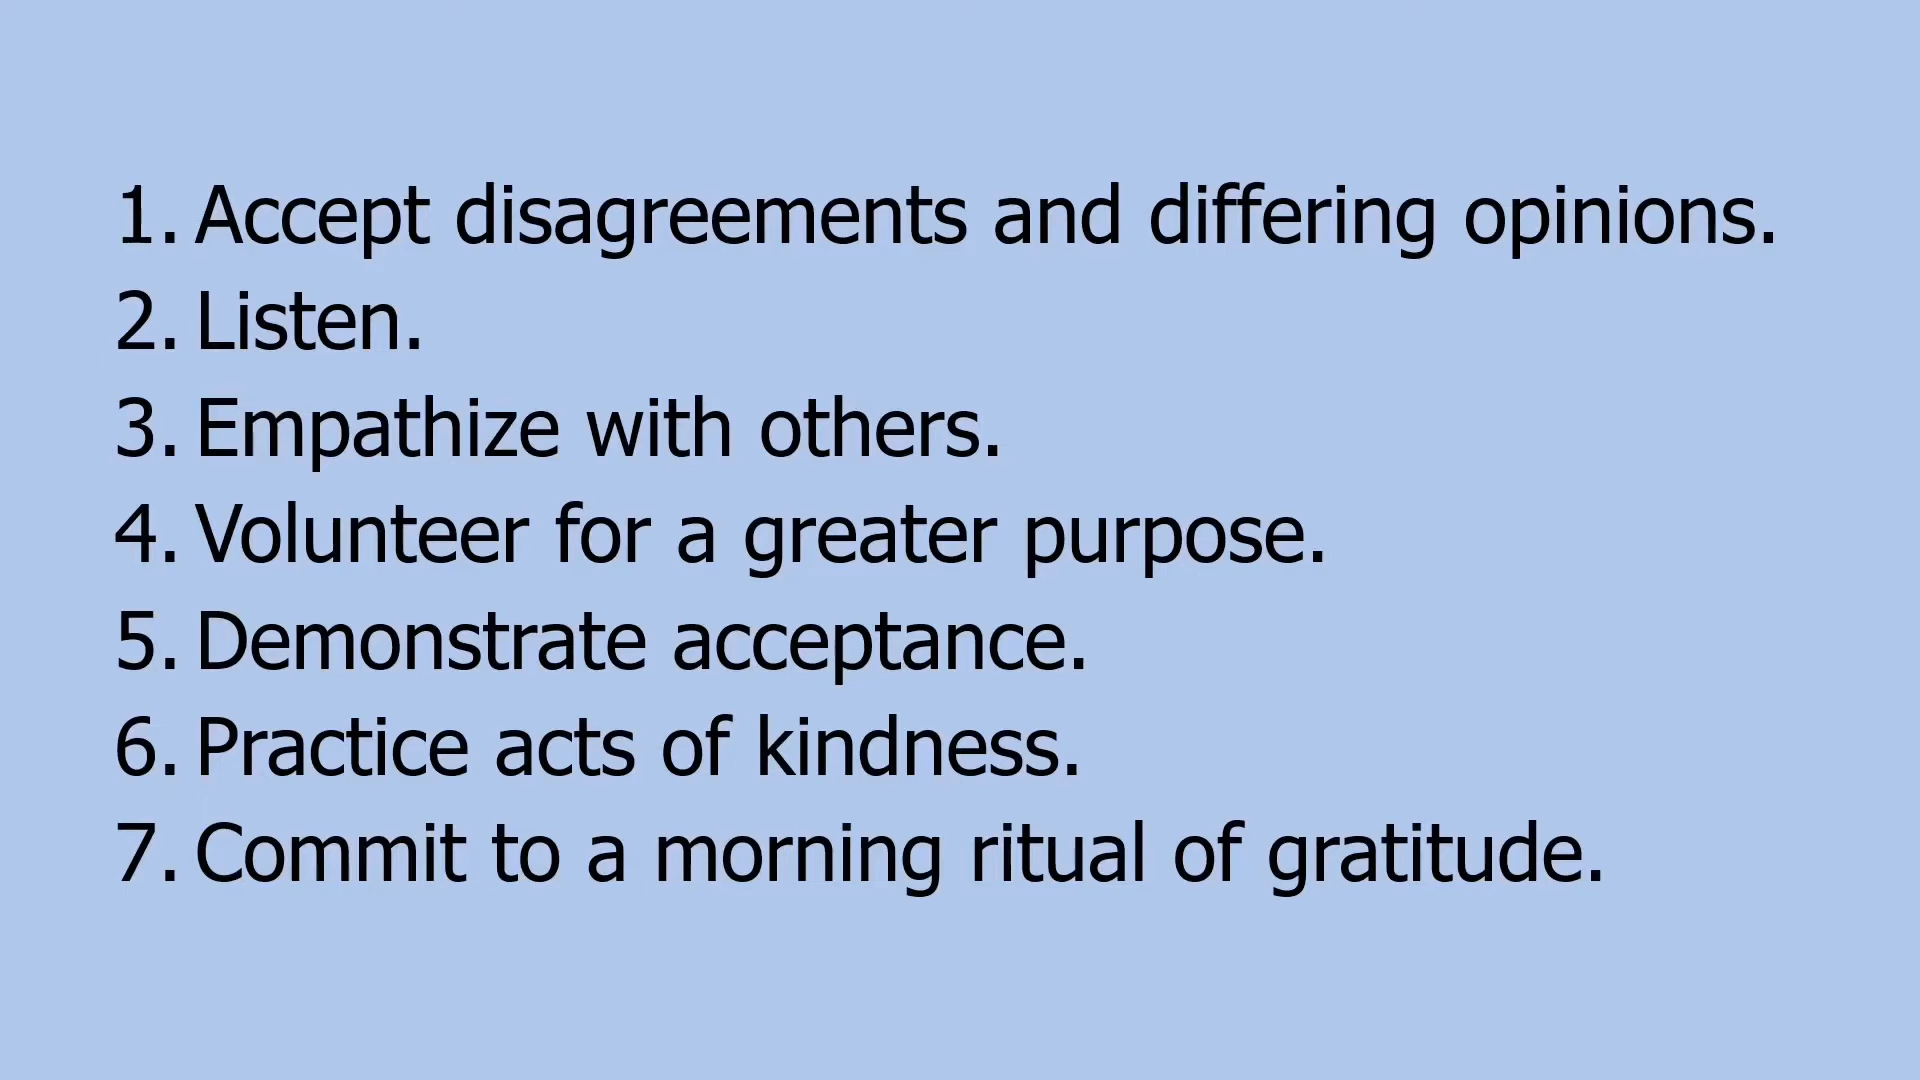 1. Accept disagreements and differing opinions.
2. Listen.
3. Empathize with others.
4. Volunteer for a greater purpose.
5. Demonstrate acceptance.
6. Practice acts of kindness.
7. Commit to a morning ritual of gratitude.